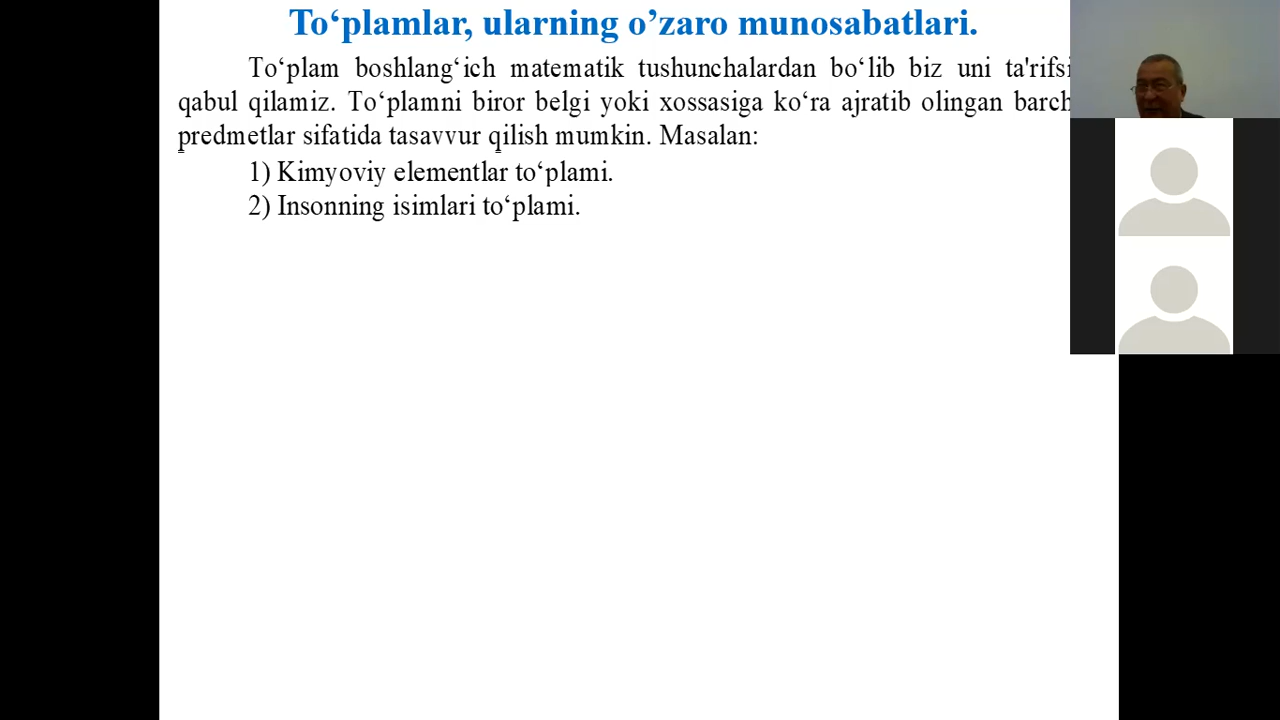 To‘plamlar, ularning o’zaro munosabatlari.
To‘plam boshlang‘ich matematik tushunchalardan bo‘lib biz uni ta'rifsi
qabul qilamiz. To‘plamni biror belgi yoki xossasiga ko‘ra ajratib olingan barch
predmetlar sifatida tasavvur qilish mumkin. Masalan:
1) Kimyoviy elementlar to‘plami.
2) Insonning isimlari to‘plami.